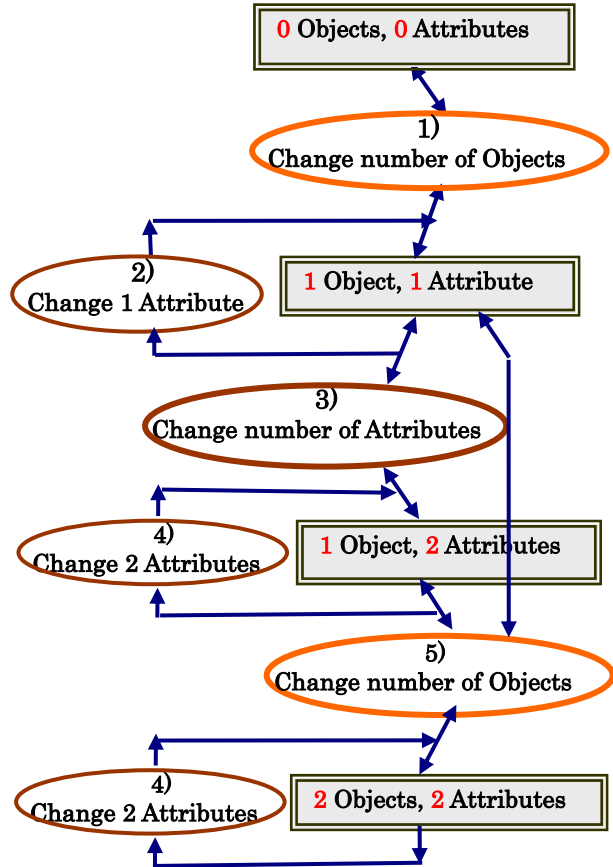 0 Objects, 0 Attributes
1)
Change number of Objects
2)
Change 1 Attribute
1 Object, 1 Attribute
3)
Change number of Attributes
4)
Change 2 Attributes
1 Object, 2 Attributes
5)
Change number of Objects
4)
Change 2 Attributes
2 Objects, 2 Attributes